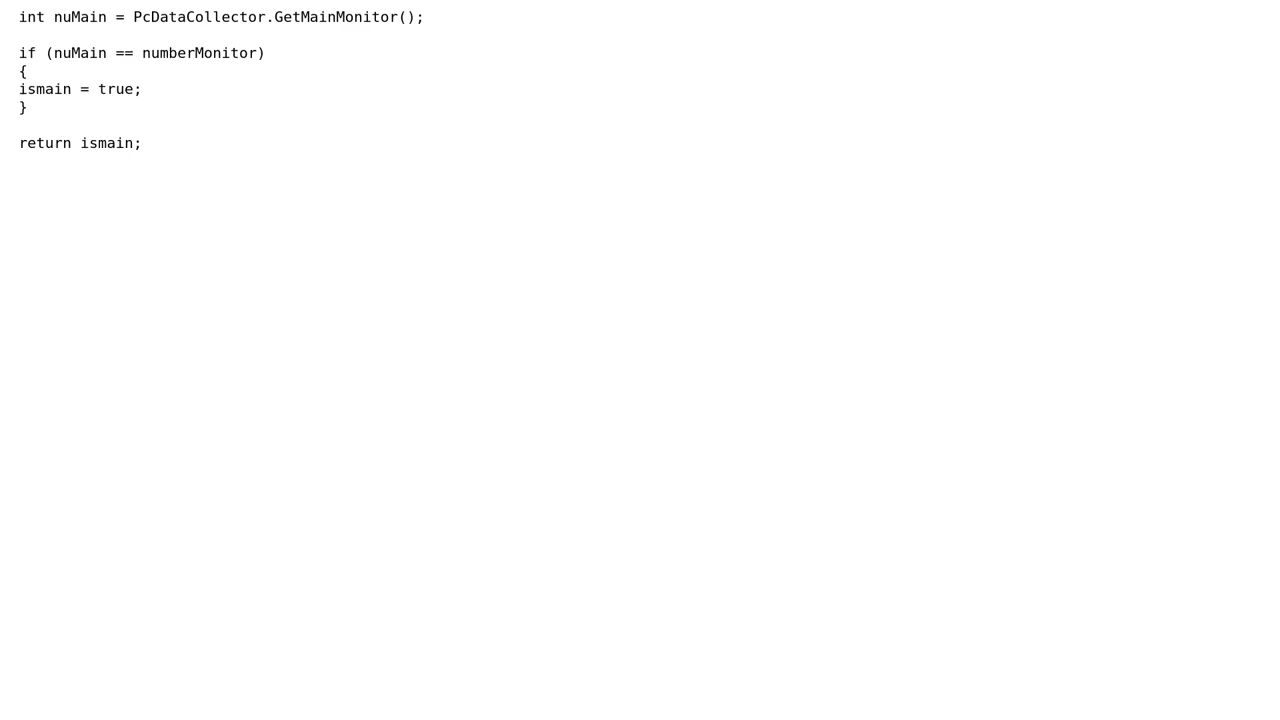 int nuMain = PcDataCollector.GetMainMonitor();
if (nuMain == numberMonitor)
{
ismain = true;
}
return ismain;